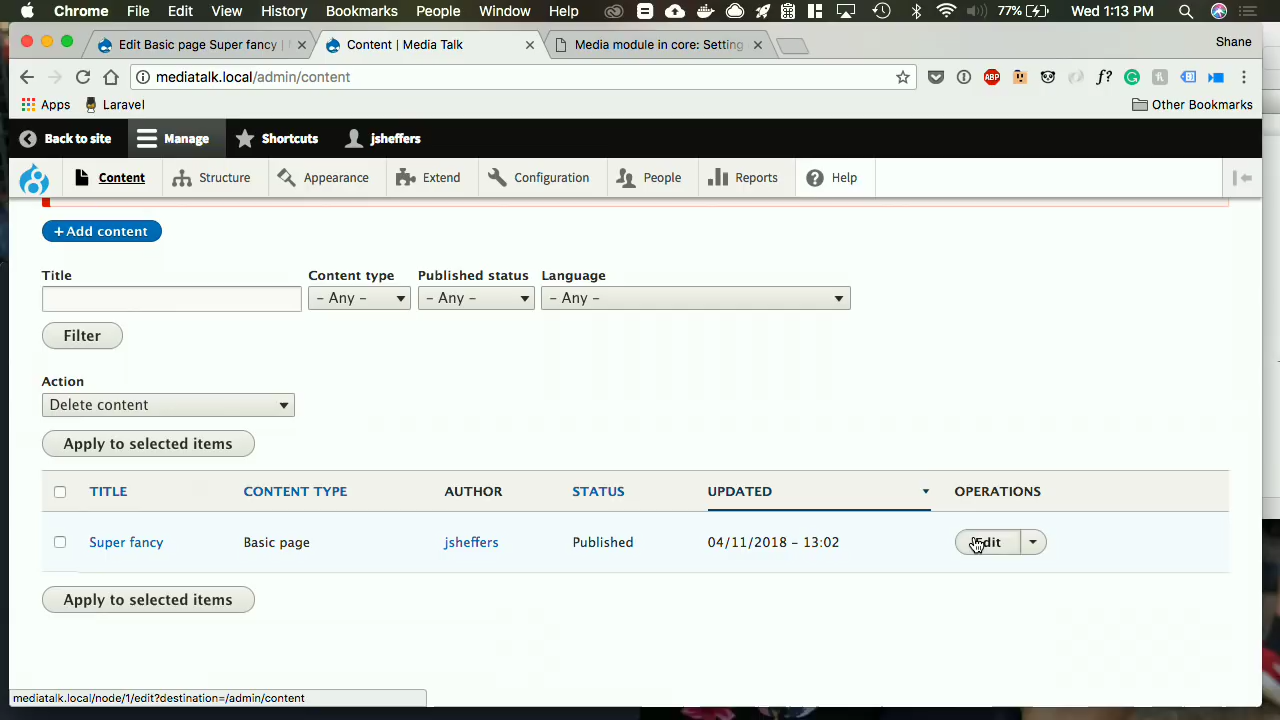 Chrome File Edit View History Bookmarks People Window Help 77% Wed 1:13 PM
Edit Basic page Super fancy | Content | Media Talk Media module in core: Setting Shane
mediatalk.local/admin/content ABP f?
Apps Laravel Other Bookmarks
Back to site Manage Shortcuts jsheffers
Content Structure Appearance Extend Configuration People Reports Help
+Add content
Title Content type Published status Language
- Any - - Any - - Any -
Filter
Action
Delete content
Apply to selected items
TITLE CONTENT TYPE AUTHOR STATUS UPDATED OPERATIONS
Super fancy Basic page jsheffers Published 04/11/2018 - 13:02 Edit
Apply to selected items
mediatalk.local/node/1/edit?destination=/admin/content